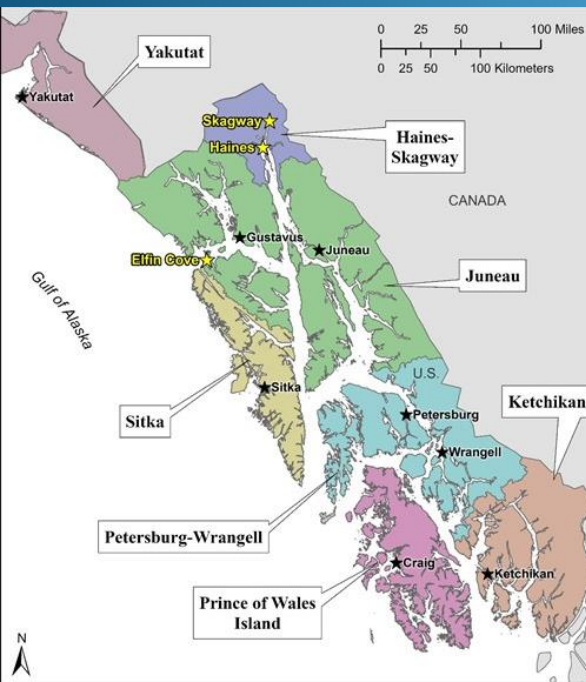 Yakutat
0 25 50 100 Miles
0 25 50 100 Kilometers
Yakutat
Skagway
Haines
Haines-
Skagway
CANADA
Gustavus
Juneau
Elfin Cove
Juneau
Gulf of Alaska
U.S.
Sitka
Ketchikan
Sitka
Petersburg
Wrangell
Petersburg-Wrangell
Craig
Ketchikan
Prince of Wales
Island
N